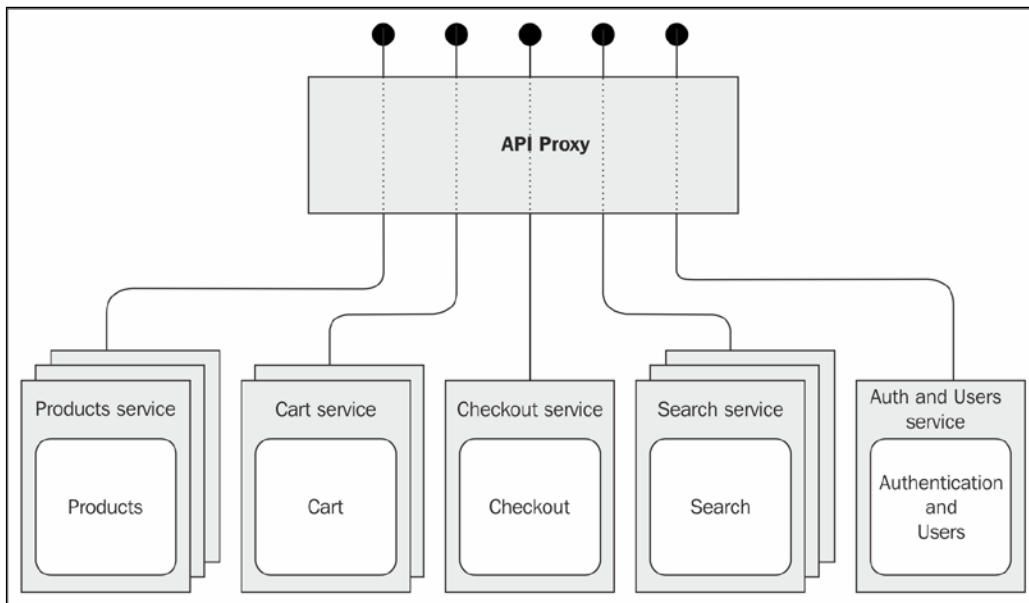 API Proxy
Products service
Cart service
Checkout service
Search service
Auth and Users
service
Products
Cart
Checkout
Search
Authentication
and
Users